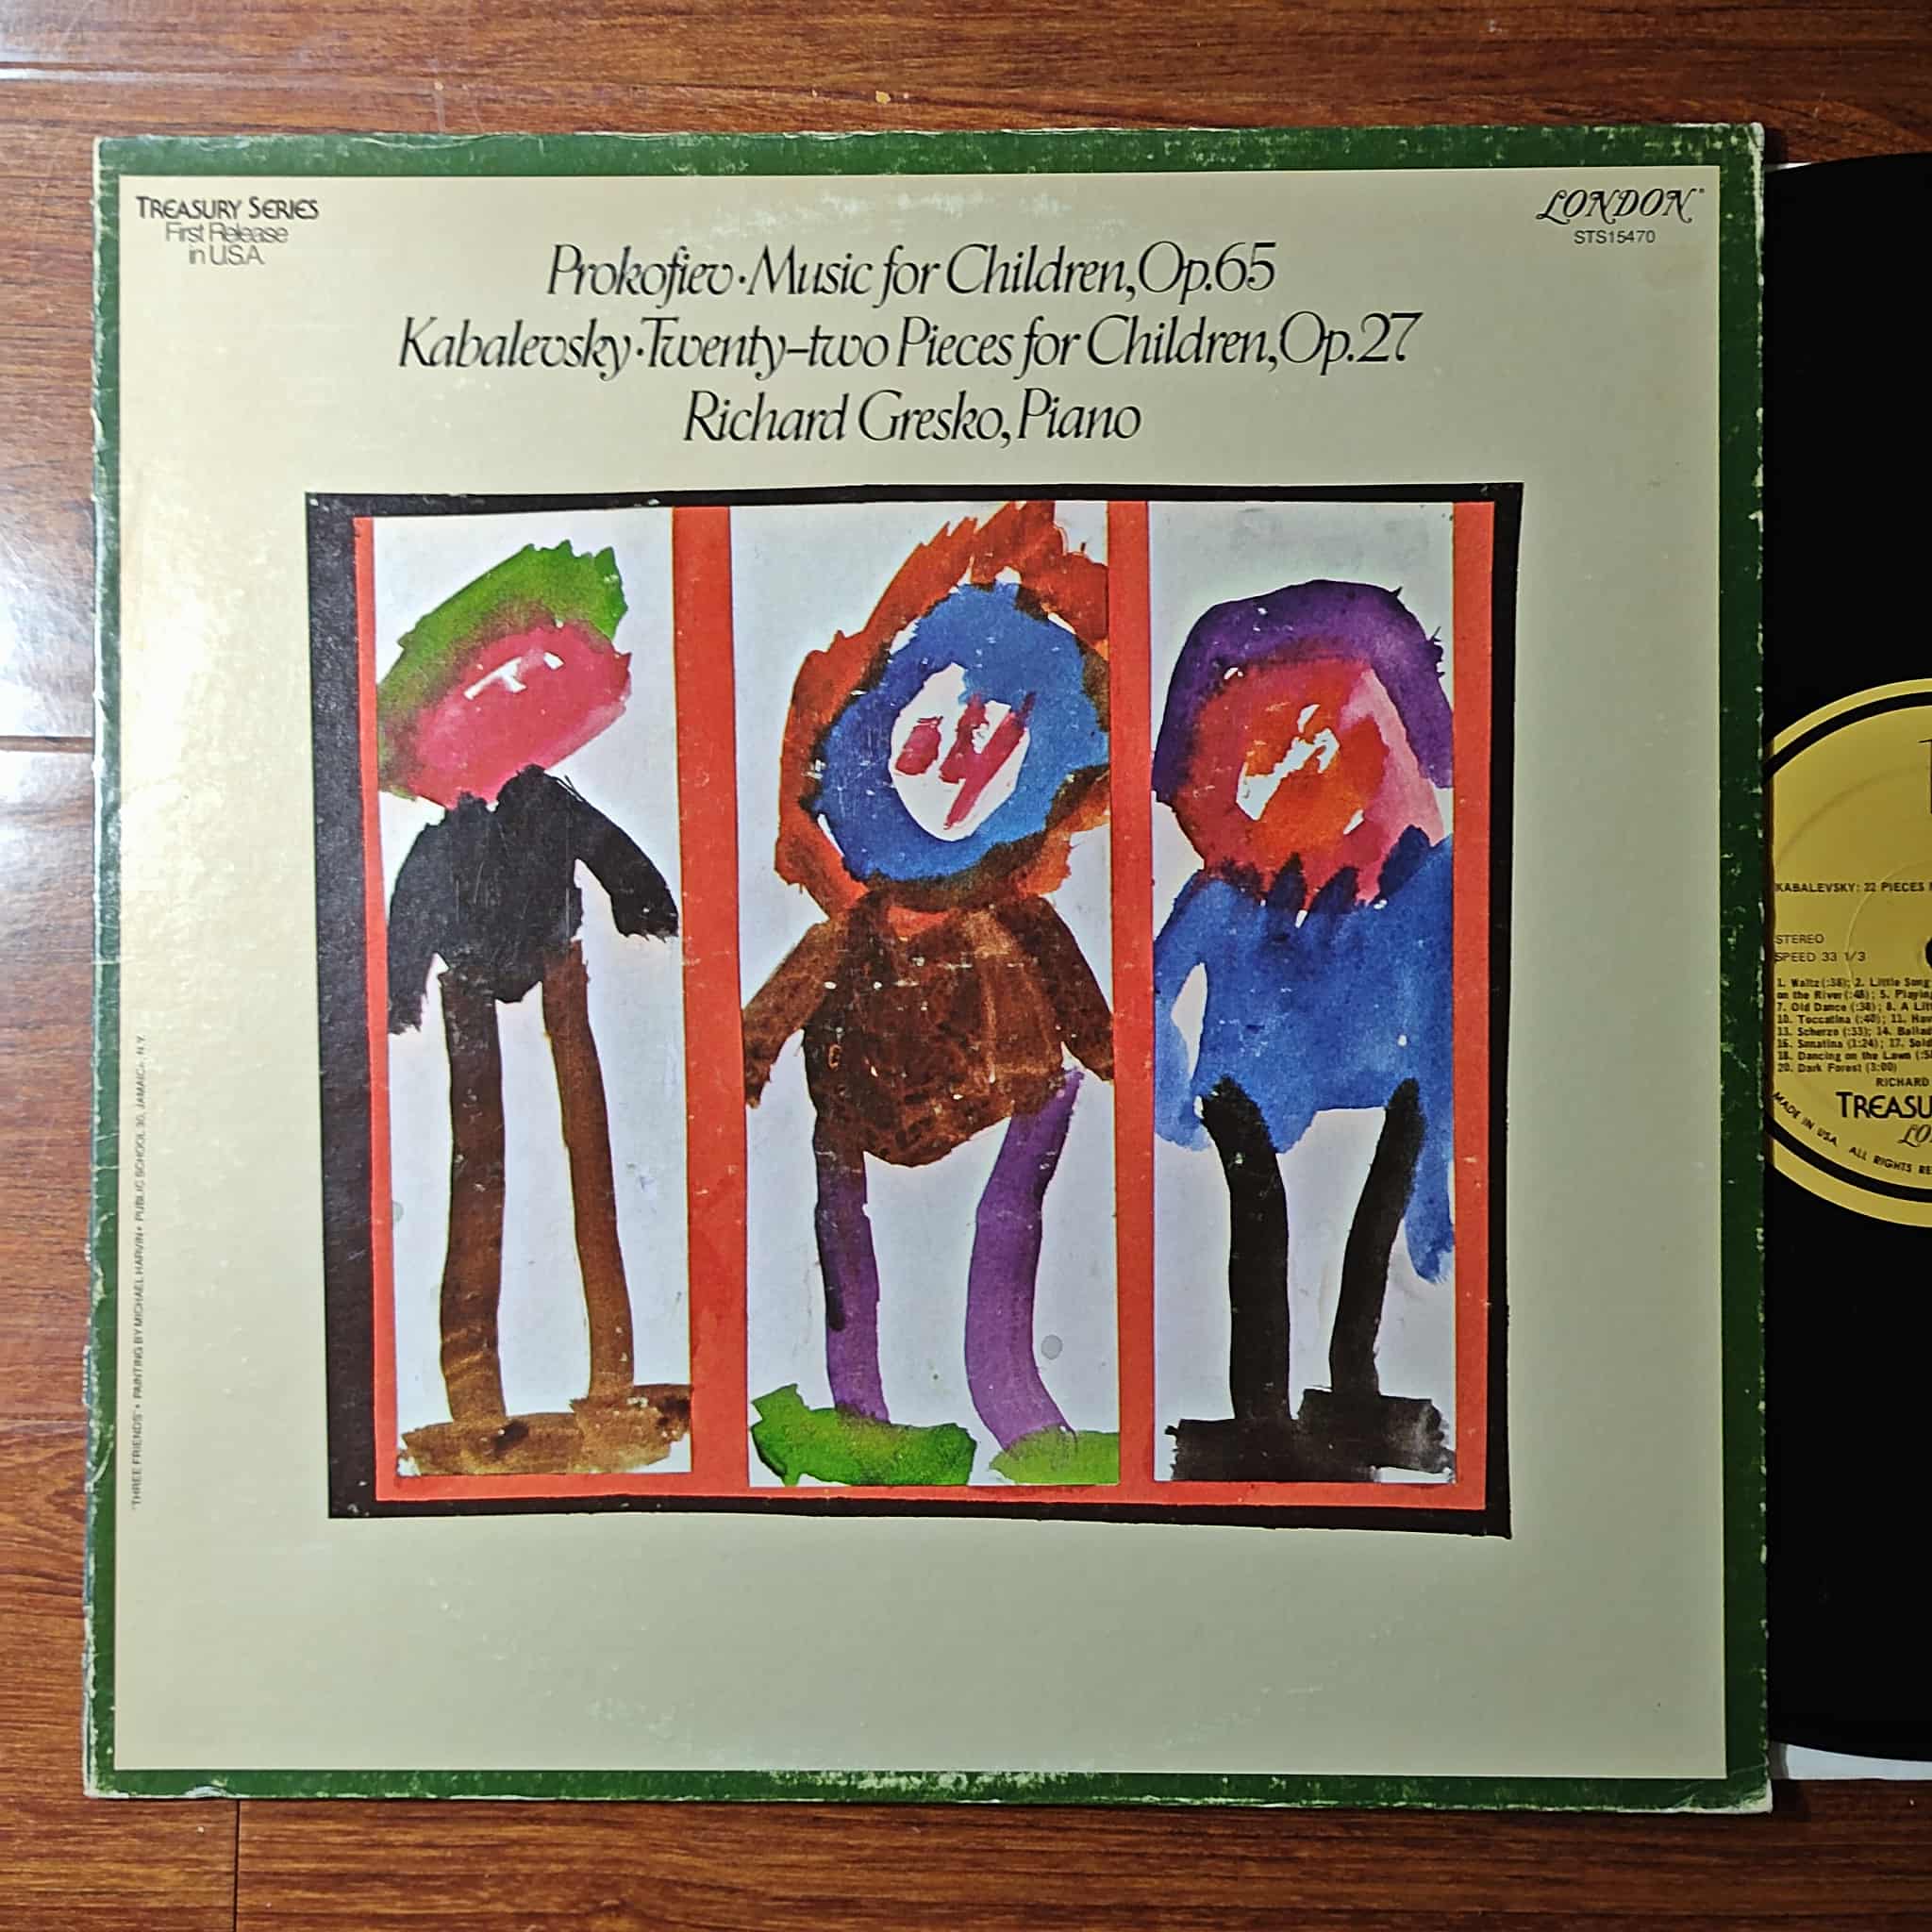 TREASURY SERIES
First Release
in U.S.A.
LONDON
STS15470
Prokofiev·Music for Children,Op.65
Kabalevsky·Twenty-two Pieces for Children,Op.27
Richard Gresko,Piano
"THREE FRIENDS" • PAINTING BY MICHAEL HARVIN • PUBLIC SCHOOL 30, JAMAICA, N.Y.
KABALEVSKY: 22 PIECES
STEREO
SPEED 33 1/3
1. Waltz (:38); 2. Little Song
on the River (:48); 5. Playing
7. Old Dance (:38); 8. A
10. Toccatina (:40); 11.
13. Scherzo (:33); 14.
16. Sonatina (1:24); 17.
18. Dancing on the Lawn
20. Dark Forest (3:00)
RICHARD
MADE IN USA ALL RIGHTS